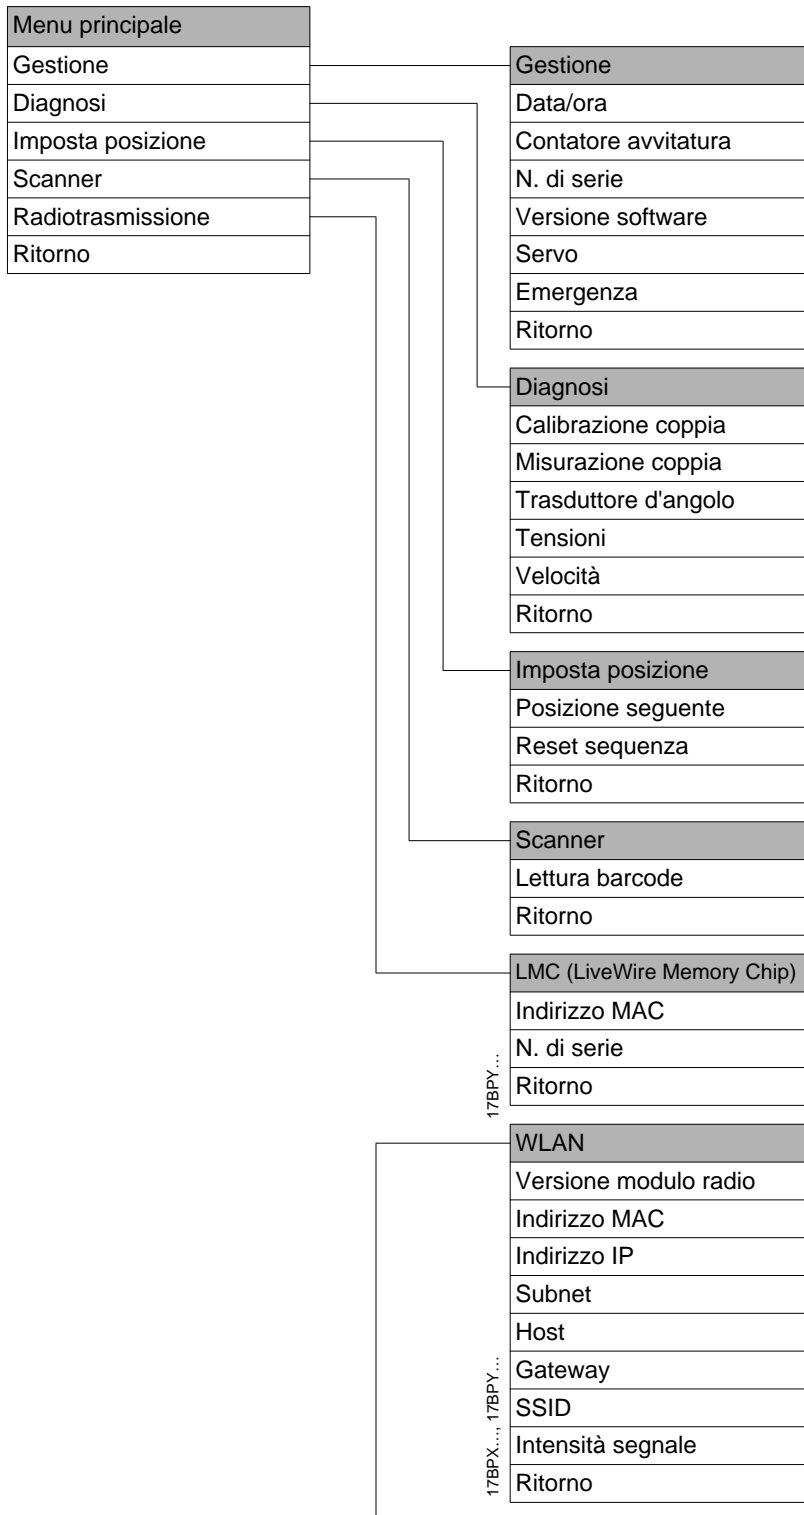 Menu principale
Gestione
Diagnosi
Imposta posizione
Scanner
Radiotrasmissione
Ritorno
Gestione
Data/ora
Contatore avvitatura
N. di serie
Versione software
Servo
Emergenza
Ritorno
Diagnosi
Calibrazione coppia
Misurazione coppia
Trasduttore d'angolo
Tensioni
Velocità
Ritorno
Imposta posizione
Posizione seguente
Reset sequenza
Ritorno
Scanner
Lettura barcode
Ritorno
LMC (LiveWire Memory Chip)
Indirizzo MAC
N. di serie
Ritorno
17BPY…
WLAN
Versione modulo radio
Indirizzo MAC
Indirizzo IP
Subnet
Host
Gateway
SSID
Intensità segnale
Ritorno
17BPX…, 17BPY…